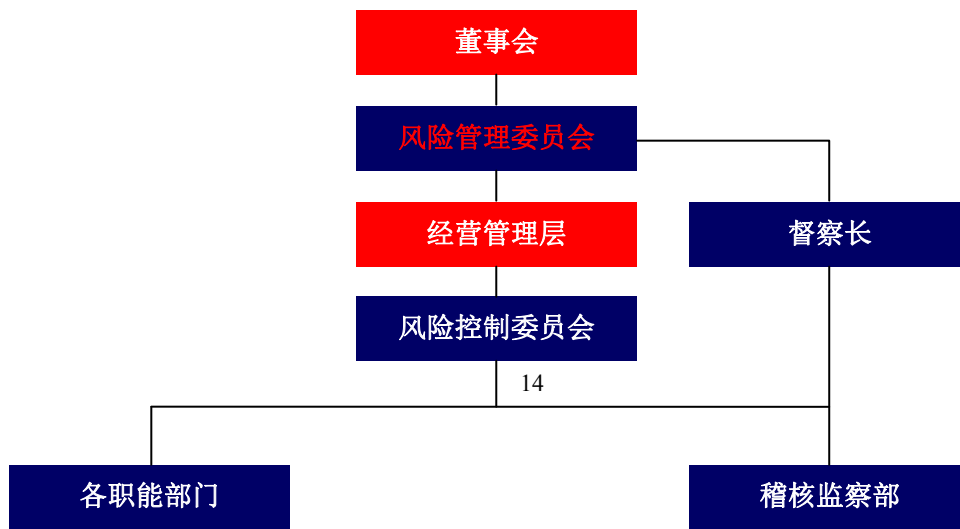 董事会
风险管理委员会
经营管理层
督察长
风险控制委员会
14
各职能部门
稽核监察部